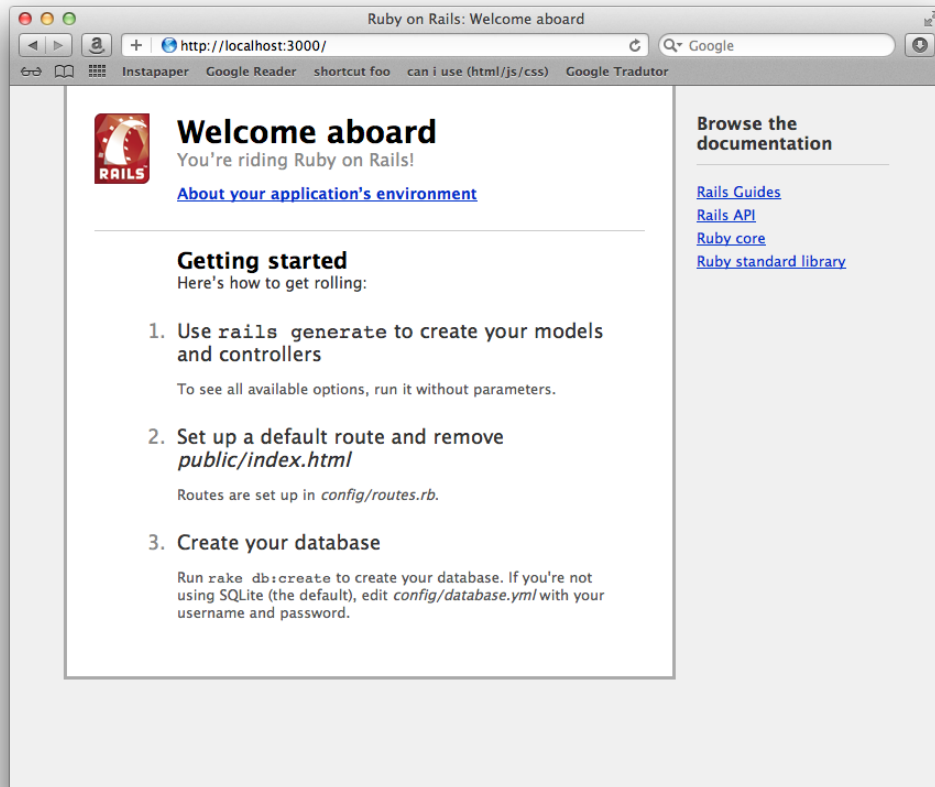 Ruby on Rails: Welcome aboard
http://localhost:3000/
Google
Instapaper Google Reader shortcut foo can i use (html/js/css) Google Tradutor
RAILS
Welcome aboard
You’re riding Ruby on Rails!
About your application’s environment
Getting started
Here’s how to get rolling:
1. Use rails generate to create your models
and controllers
To see all available options, run it without parameters.
2. Set up a default route and remove
public/index.html
Routes are set up in config/routes.rb.
3. Create your database
Run rake db:create to create your database. If you're not
using SQLite (the default), edit config/database.yml with your
username and password.
Browse the
documentation
Rails Guides
Rails API
Ruby core
Ruby standard library